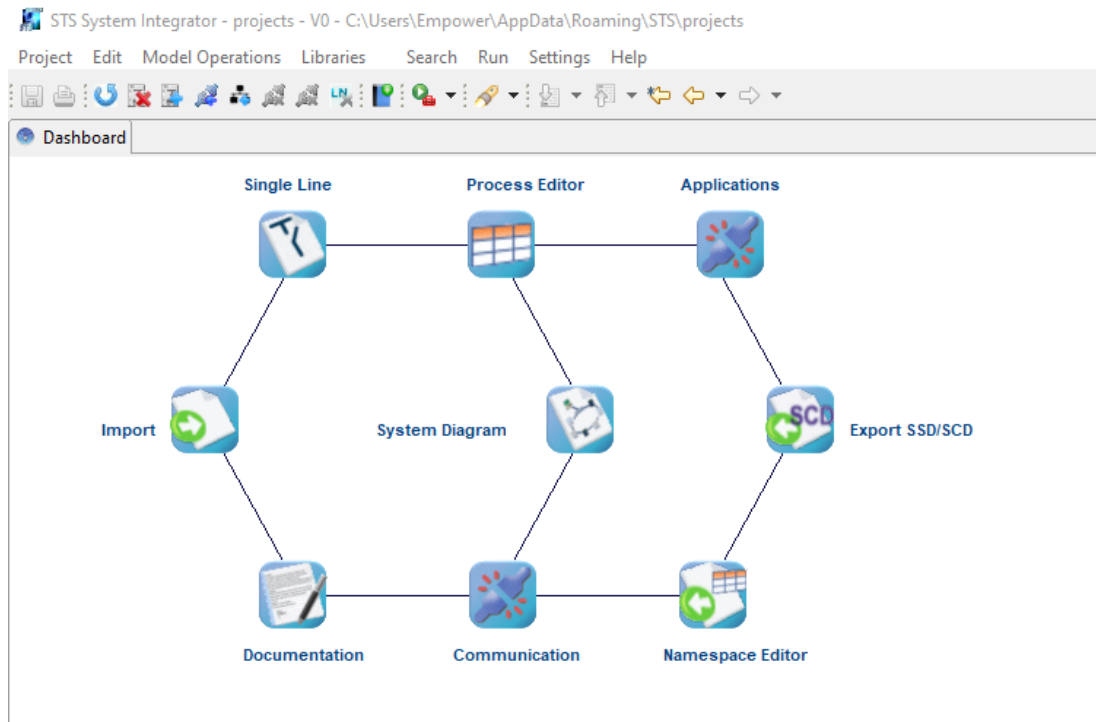 STS System Integrator - projects - V0 - C:\Users\Empower\AppData\Roaming\STS\projects
Project Edit Model Operations Libraries Search Run Settings Help
LN
Dashboard
Single Line Process Editor Applications
SCD
Import System Diagram Export SSD/SCD
Documentation Communication Namespace Editor